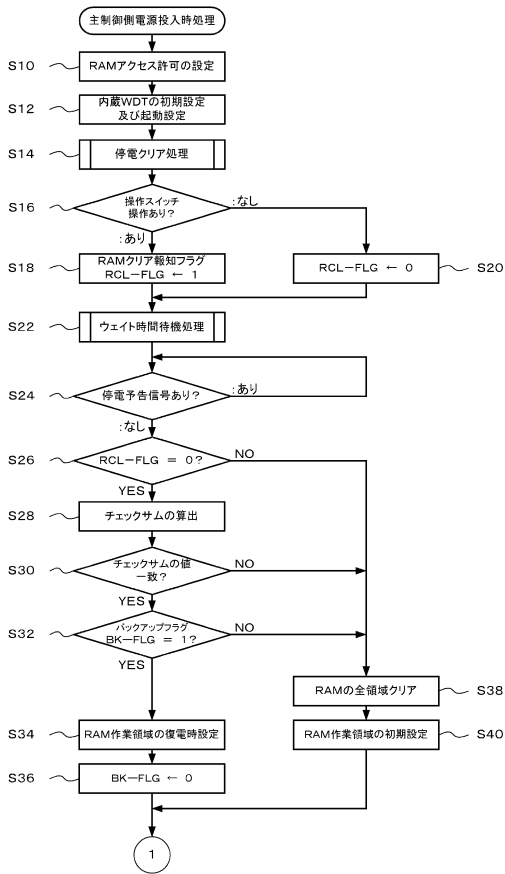 主制御側電源投入時処理
S10
RAMアクセス許可の設定
S12
内蔵WDTの初期設定
及び起動設定
S14
停電クリア処理
S16
操作スイッチ
操作あり?
:なし
:あり
S18
RAMクリア報知フラグ
RCL-FLG ← 1
RCL-FLG ← 0
S20
S22
ウェイト時間待機処理
S24
停電予告信号あり?
:あり
:なし
S26
RCL-FLG = 0?
NO
YES
S28
チェックサムの算出
S30
チェックサムの値
一致?
NO
YES
S32
バックアップフラグ
BK-FLG = 1?
NO
YES
RAMの全領域クリア
S38
S34
RAM作業領域の復電時設定
RAM作業領域の初期設定
S40
S36
BK-FLG ← 0
1